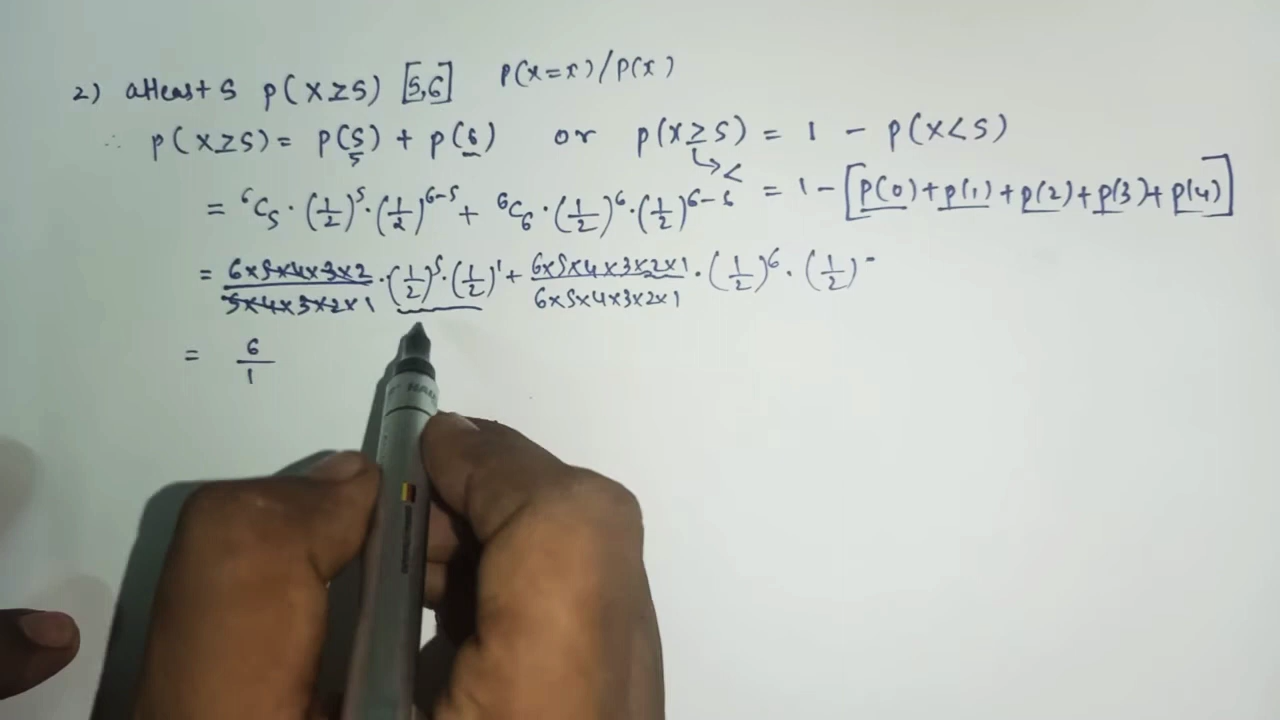 2) atleast 5 P(X≥5) [5,6] P(X=x)/P(x)
∴ P(X≥5) = P(5) + P(6) or P(X≥5) = 1 - P(X<5)
5 ↳<
= ⁶C₅ · (1/2)⁵ · (1/2)⁶⁻⁵ + ⁶C₆ · (1/2)⁶ · (1/2)⁶⁻⁶ = 1 - [P(0)+P(1)+P(2)+P(3)+P(4)]
= 6×5×4×3×2/5×4×3×2×1 · (1/2)⁵ · (1/2)¹ + 6×5×4×3×2×1/6×5×4×3×2×1 · (1/2)⁶ · (1/2)⁻
= 6/1